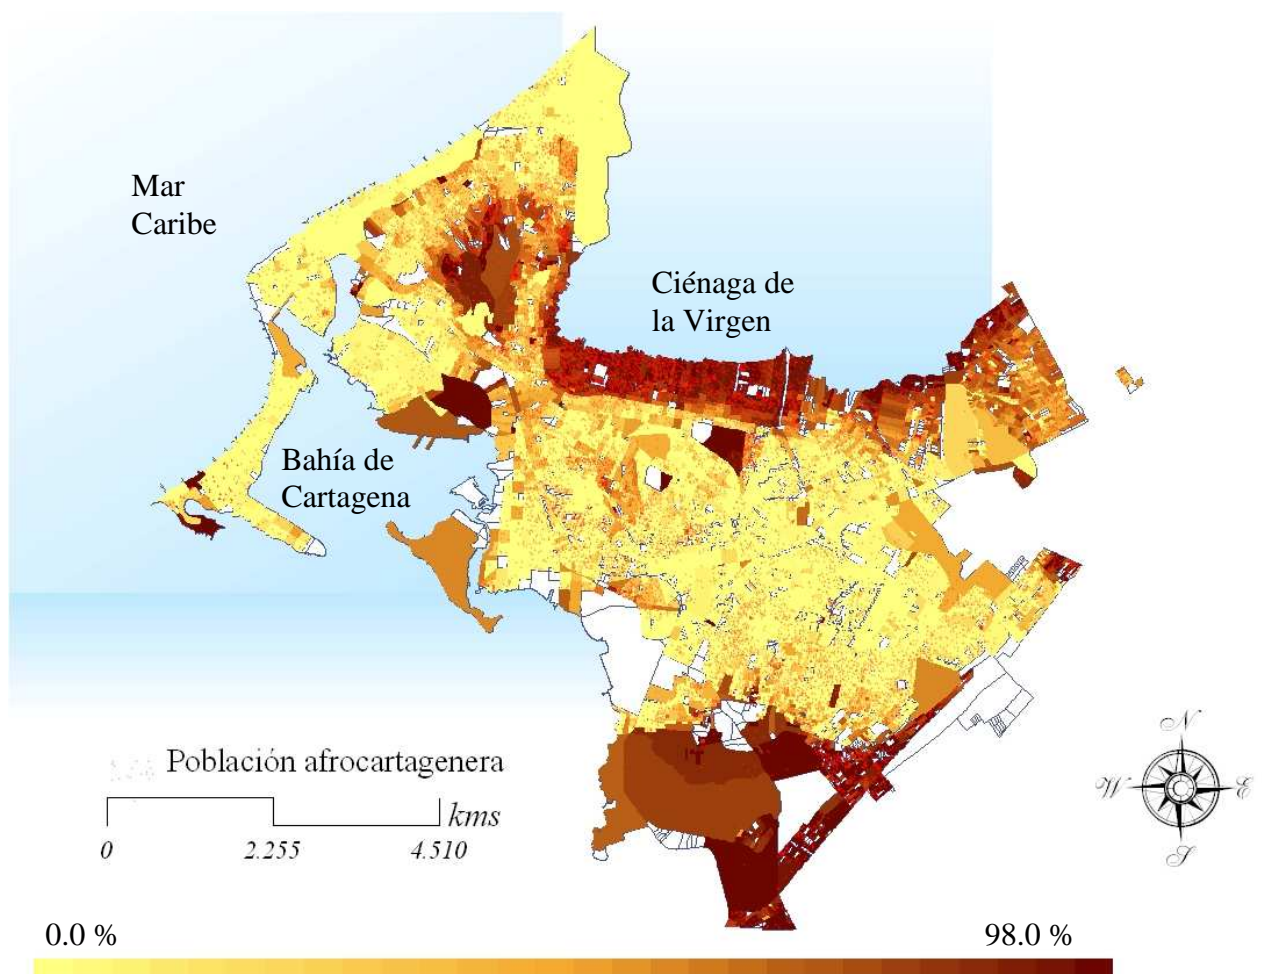 Mar
Caribe
Ciénaga de
la Virgen
Bahía de
Cartagena
Población afrocartagenera
kms
0 2.255 4.510
N
W E
S
0.0 % 98.0 %